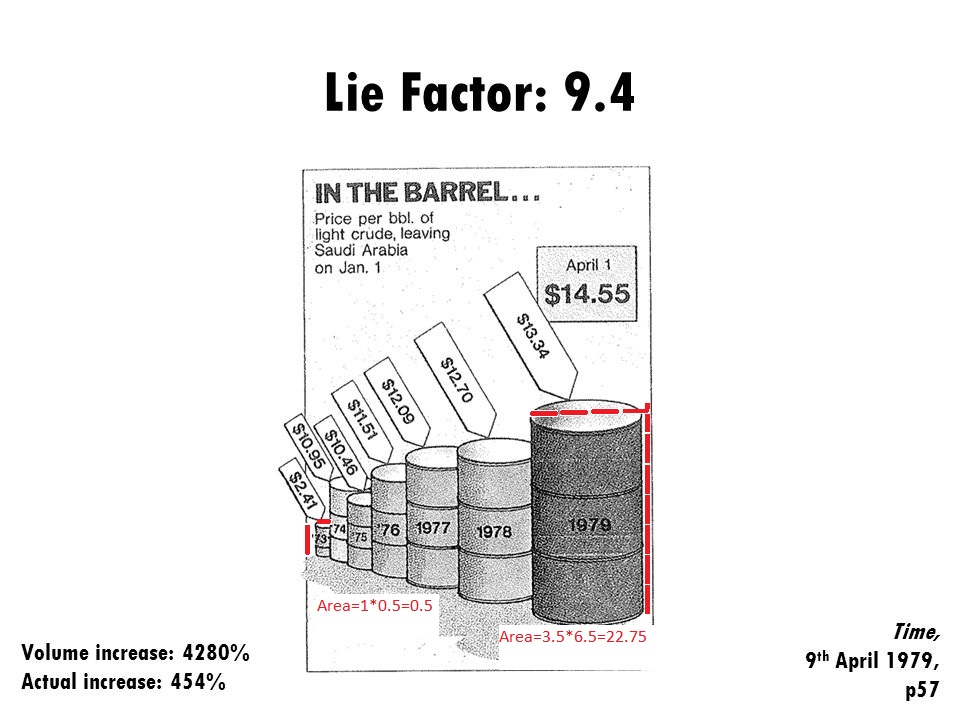 Lie Factor: 9.4
IN THE BARREL...
Price per bbl. of
light crude, leaving
Saudi Arabia
on Jan. 1
April 1
$14.55
$13.34
$12.70
$12.09
$11.51
$10.46
$10.95
$2.41
'73
'74
'75
'76
1977
1978
1979
Area=1*0.5=0.5
Area=3.5*6.5=22.75
Volume increase: 4280%
Actual increase: 454%
Time,
9th April 1979,
p57